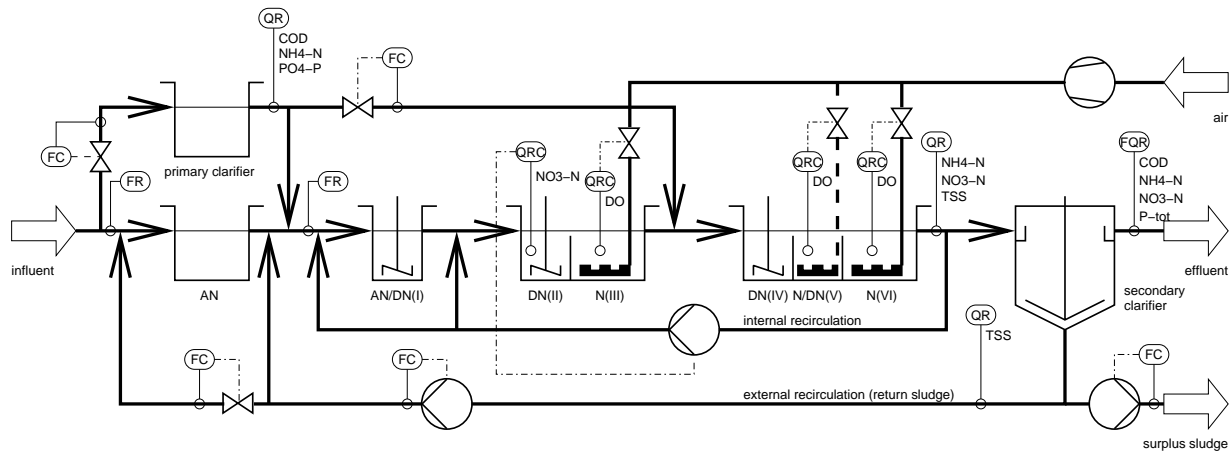 QR
COD
NH4-N
PO4-P
FC
air
FC
primary clarifier
FR
FR
QRC
NO3-N
QRC
DO
QRC
DO
QRC
DO
QR
NH4-N
NO3-N
TSS
FQR
COD
NH4-N
NO3-N
P-tot
influent
effluent
AN
AN/DN(I)
DN(II)
N(III)
DN(IV)
N/DN(V)
N(VI)
secondary
clarifier
internal recirculation
QR
TSS
FC
FC
FC
external recirculation (return sludge)
surplus sludge